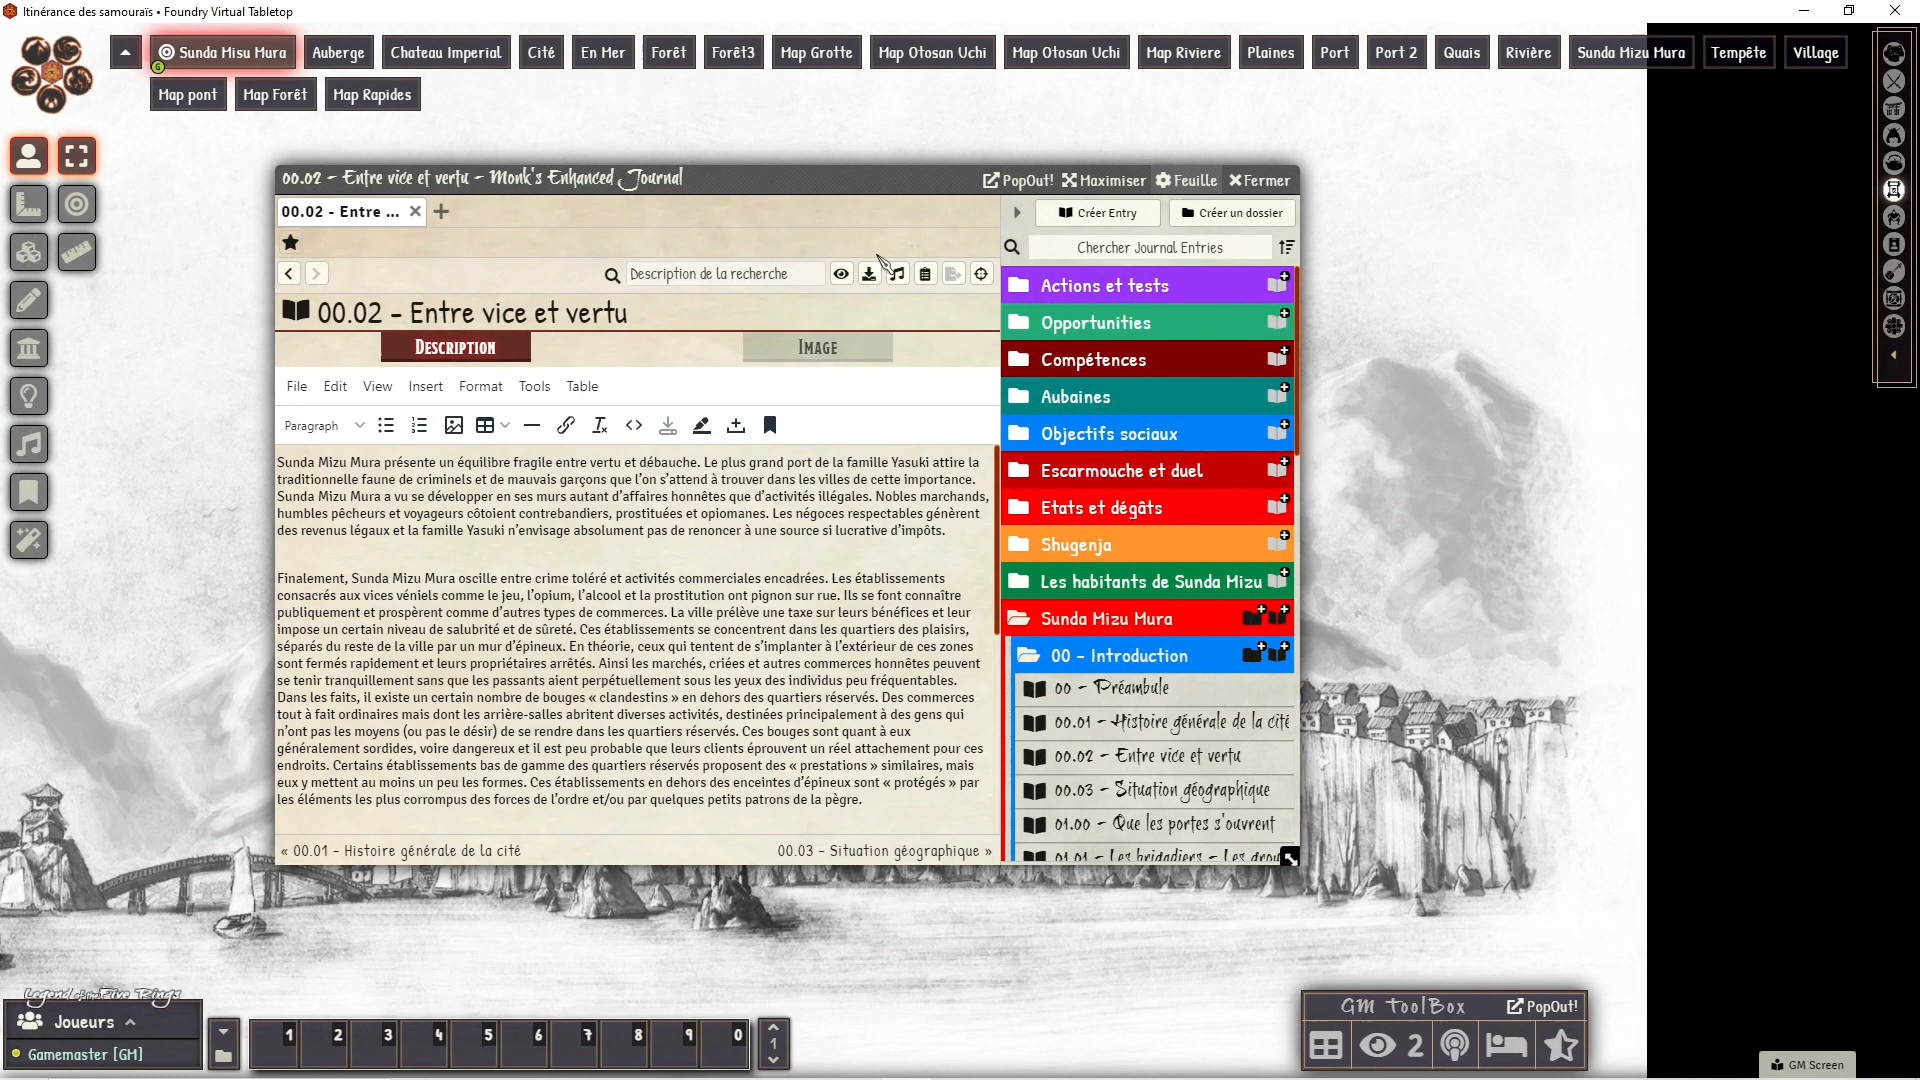 Itinérance des samouraïs • Foundry Virtual Tabletop
Sunda Misu Mura
Auberge
Chateau Imperial
Cité
En Mer
Forêt
Forêt3
Map Grotte
Map Otosan Uchi
Map Otosan Uchi
Map Riviere
Plaines
Port
Port 2
Quais
Rivière
Sunda Mizu Mura
Tempête
Village
G
Map pont
Map Forêt
Map Rapides
00.02 - Entre vice et vertu - Monk's Enhanced Journal
PopOut!
Maximiser
Feuille
Fermer
00.02 - Entre ...
Créer Entry
Créer un dossier
Chercher Journal Entries
Description de la recherche
00.02 - Entre vice et vertu
Description
Image
File Edit View Insert Format Tools Table
Paragraph
Sunda Mizu Mura présente un équilibre fragile entre vertu et débauche. Le plus grand port de la famille Yasuki attire la
traditionnelle faune de criminels et de mauvais garçons que l'on s'attend à trouver dans les villes de cette importance.
Sunda Mizu Mura a vu se développer en ses murs autant d'affaires honnêtes que d'activités illégales. Nobles marchands,
humbles pêcheurs et voyageurs côtoient contrebandiers, prostituées et opiomanes. Les négoces respectables génèrent
des revenus légaux et la famille Yasuki n'envisage absolument pas de renoncer à une source si lucrative d'impôts.
Finalement, Sunda Mizu Mura oscille entre crime toléré et activités commerciales encadrées. Les établissements
consacrés aux vices véniels comme le jeu, l'opium, l'alcool et la prostitution ont pignon sur rue. Ils se font connaître
publiquement et prospèrent comme d'autres types de commerces. La ville prélève une taxe sur leurs bénéfices et leur
impose un certain niveau de salubrité et de sûreté. Ces établissements se concentrent dans les quartiers des plaisirs,
séparés du reste de la ville par un mur d'épineux. En théorie, ceux qui tentent de s'implanter à l'extérieur de ces zones
sont fermés rapidement et leurs propriétaires arrêtés. Ainsi les marchés, criées et autres commerces honnêtes peuvent
se tenir tranquillement sans que les passants aient perpétuellement sous les yeux des individus peu fréquentables.
Dans les faits, il existe un certain nombre de bouges « clandestins » en dehors des quartiers réservés. Des commerces
tout à fait ordinaires mais dont les arrière-salles abritent diverses activités, destinées principalement à des gens qui
n'ont pas les moyens (ou pas le désir) de se rendre dans les quartiers réservés. Ces bouges sont quant à eux
généralement sordides, voire dangereux et il est peu probable que leurs clients éprouvent un réel attachement pour ces
endroits. Certains établissements bas de gamme des quartiers réservés proposent des « prestations » similaires, mais
eux y mettent au moins un peu les formes. Ces établissements en dehors des enceintes d'épineux sont « protégés » par
les éléments les plus corrompus des forces de l'ordre et/ou par quelques petits patrons de la pègre.
« 00.01 - Histoire générale de la cité
00.03 - Situation géographique »
Actions et tests
Opportunities
Compétences
Aubaines
Objectifs sociaux
Escarmouche et duel
Etats et dégâts
Shugenja
Les habitants de Sunda Mizu
Sunda Mizu Mura
00 - Introduction
00 - Préambule
00.01 - Histoire générale de la cité
00.02 - Entre vice et vertu
00.03 - Situation géographique
01.00 - Que les portes s'ouvrent
01.01 - Les brigadiers - Les
Legend of the Five Rings
Joueurs
Gamemaster [GM]
1 2 3 4 5 6 7 8 9 0
1
GM ToolBox
PopOut!
2
GM Screen